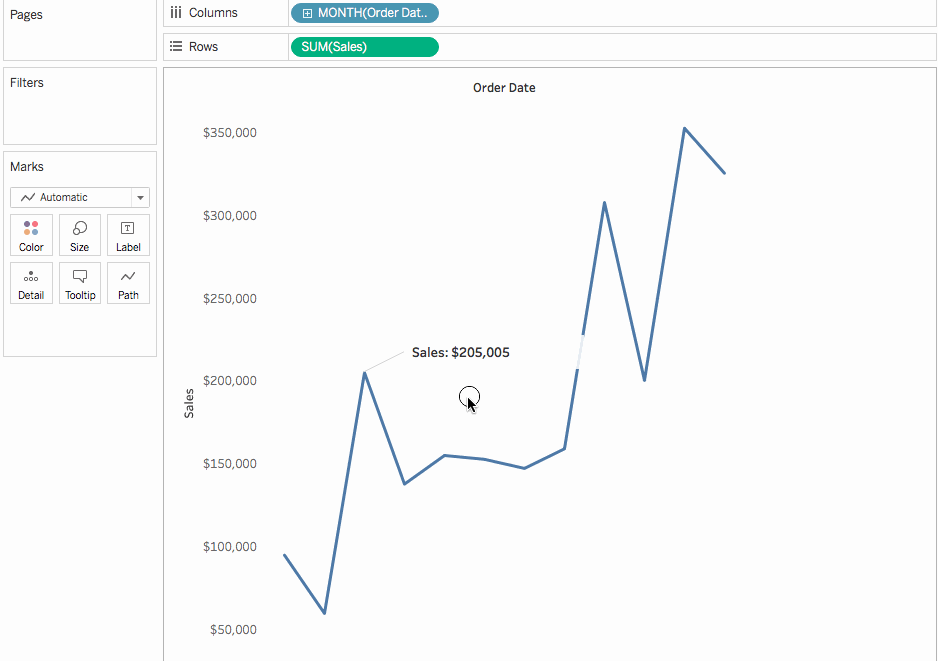 Pages
Columns
MONTH(Order Dat..
Rows
SUM(Sales)
Filters
Marks
Automatic
Color
Size
Label
Detail
Tooltip
Path
Order Date
$350,000
$300,000
$250,000
Sales: $205,005
$200,000
Sales
$150,000
$100,000
$50,000